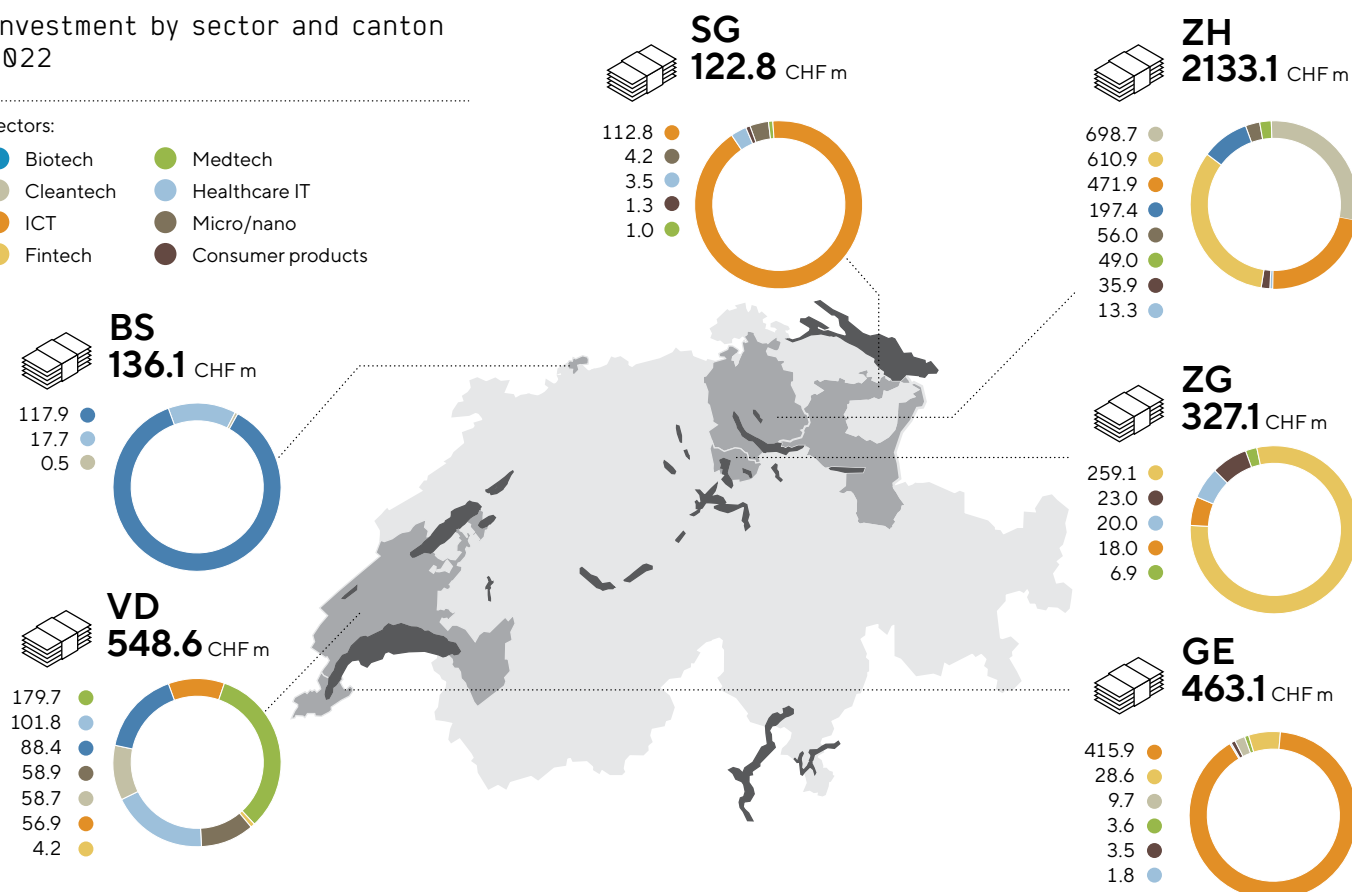 nvestment by sector and canton
022
ectors:
Biotech
Cleantech
ICT
Fintech
Medtech
Healthcare IT
Micro/nano
Consumer products
SG
122.8 CHF m
112.8
4.2
3.5
1.3
1.0
ZH
2133.1 CHF m
698.7
610.9
471.9
197.4
56.0
49.0
35.9
13.3
BS
136.1 CHF m
117.9
17.7
0.5
ZG
327.1 CHF m
259.1
23.0
20.0
18.0
6.9
VD
548.6 CHF m
179.7
101.8
88.4
58.9
58.7
56.9
4.2
GE
463.1 CHF m
415.9
28.6
9.7
3.6
3.5
1.8